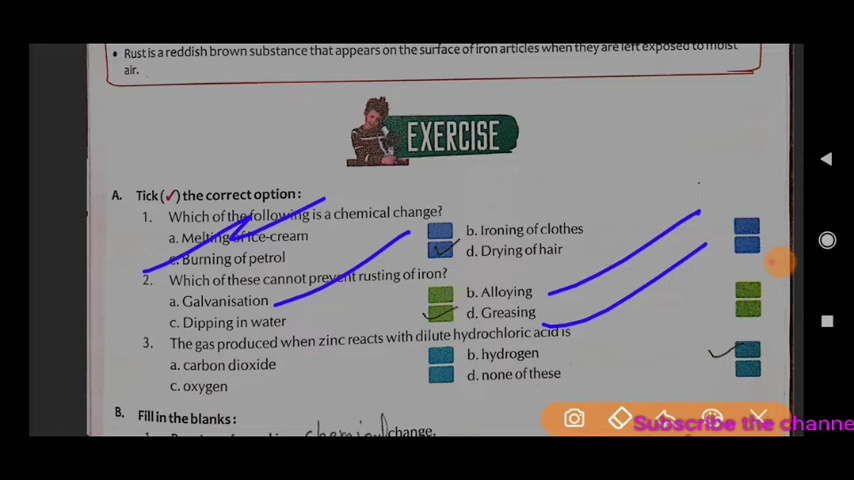 • Rust is a reddish brown substance that appears on the surface of iron articles when they are left exposed to moist
air.
EXERCISE
A. Tick (✓) the correct option:
1. Which of the following is a chemical change?
a. Melting of ice-cream
b. Ironing of clothes
c. Burning of petrol
d. Drying of hair
2. Which of these cannot prevent rusting of iron?
a. Galvanisation
b. Alloying
c. Dipping in water
d. Greasing
3. The gas produced when zinc reacts with dilute hydrochloric acid is
a. carbon dioxide
b. hydrogen
c. oxygen
d. none of these
B. Fill in the blanks:
chemical change.
Subscribe the channe